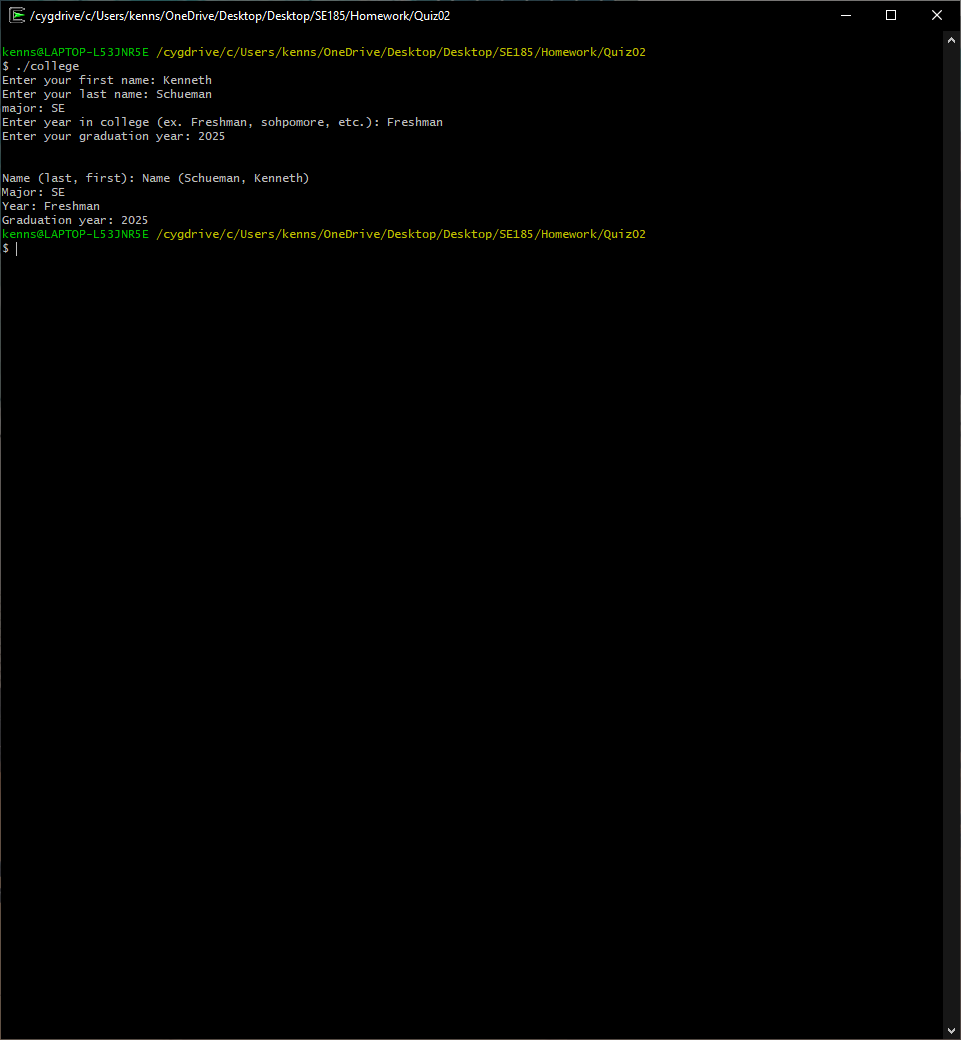 /cygdrive/c/Users/kenns/OneDrive/Desktop/Desktop/SE185/Homework/Quiz02
kenns@LAPTOP-L53JNR5E /cygdrive/c/Users/kenns/OneDrive/Desktop/Desktop/SE185/Homework/Quiz02
$ ./college
Enter your first name: Kenneth
Enter your last name: Schueman
major: SE
Enter year in college (ex. Freshman, sohpomore, etc.): Freshman
Enter your graduation year: 2025
Name (last, first): Name (Schueman, Kenneth)
Major: SE
Year: Freshman
Graduation year: 2025
kenns@LAPTOP-L53JNR5E /cygdrive/c/Users/kenns/OneDrive/Desktop/Desktop/SE185/Homework/Quiz02
$